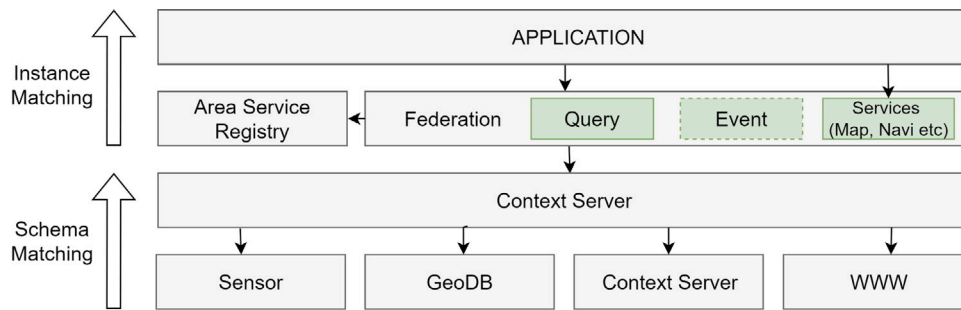 APPLICATION
Instance
Matching
Area Service
Registry
Federation
Query
Event
Services
(Map, Navi etc)
Context Server
Schema
Matching
Sensor
GeoDB
Context Server
WWW